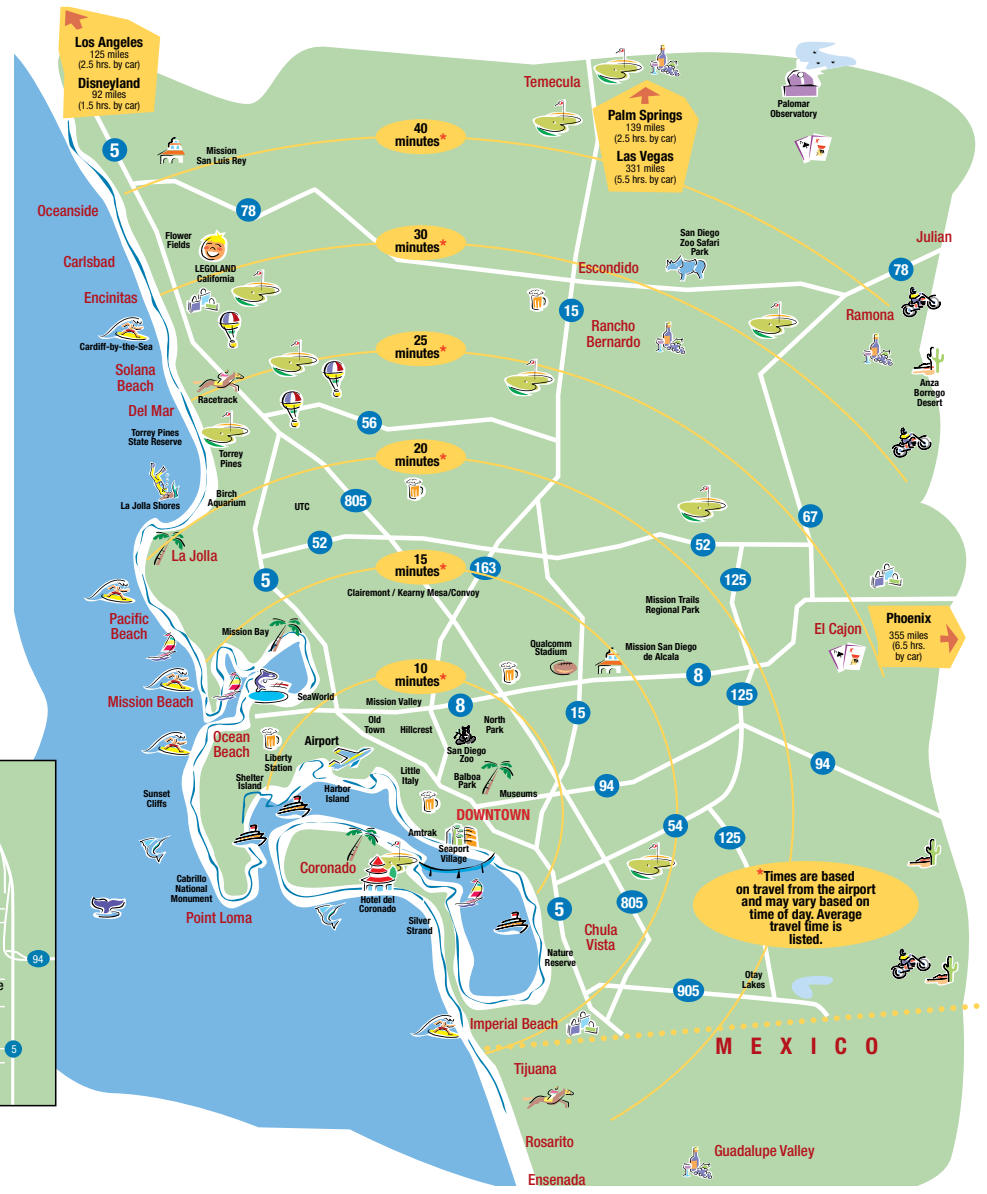 Los Angeles
125 miles
(2.5 hrs. by car)
Disneyland
92 miles
(1.5 hrs. by car)
Temecula
Palm Springs
139 miles
(2.5 hrs. by car)
Las Vegas
331 miles
(5.5 hrs. by car)
Palomar
Observatory
40
minutes*
5
Mission
San Luis Rey
Oceanside
78
Flower
Fields
30
minutes*
San Diego
Zoo Safari
Park
Julian
Carlsbad
LEGOLAND
California
Escondido
78
Encinitas
15
Ramona
Cardiff-by-the-Sea
Rancho
Bernardo
25
minutes*
Solana
Beach
Anza
Borrego
Desert
Racetrack
Del Mar
56
Torrey Pines
State Reserve
Torrey
Pines
20
minutes*
La Jolla Shores
Birch
Aquarium
UTC
805
67
52
52
La Jolla
15
minutes*
163
5
125
Clairemont / Kearny Mesa/Convoy
Mission Trails
Regional Park
Pacific
Beach
Mission Bay
El Cajon
Phoenix
355 miles
(6.5 hrs.
by car)
Qualcomm
Stadium
Mission San Diego
de Alcala
10
minutes*
8
Mission Beach
SeaWorld
Mission Valley
8
15
125
Ocean
Beach
Old
Town
Hillcrest
North
Park
Liberty
Station
Airport
San Diego
Zoo
94
Shelter
Island
Harbor
Island
Little
Italy
Balboa
Park
Museums
94
Sunset
Cliffs
DOWNTOWN
54
125
Amtrak
Seaport
Village
Coronado
Cabrillo
National
Monument
Hotel del
Coronado
*Times are based
on travel from the airport
and may vary based on
time of day. Average
travel time is
listed.
Point Loma
Silver
Strand
5
805
Chula
Vista
Nature
Reserve
94
e
Otay
Lakes
905
Imperial Beach
5
MEXICO
Tijuana
Rosarito
Guadalupe Valley
Ensenada